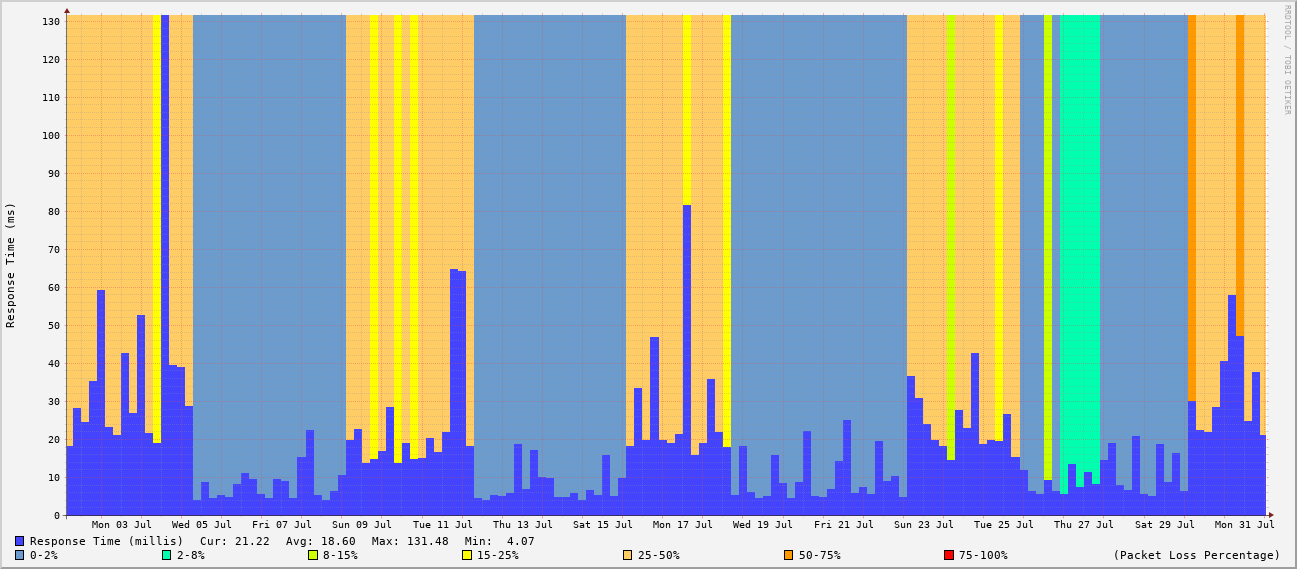 RRDTOOL / TOBI OETIKER
Response Time (ms)
130
120
110
100
90
80
70
60
50
40
30
20
10
0
Mon 03 Jul Wed 05 Jul Fri 07 Jul Sun 09 Jul Tue 11 Jul Thu 13 Jul Sat 15 Jul Mon 17 Jul Wed 19 Jul Fri 21 Jul Sun 23 Jul Tue 25 Jul Thu 27 Jul Sat 29 Jul Mon 31 Jul
Response Time (millis) Cur: 21.22 Avg: 18.60 Max: 131.48 Min: 4.07
0-2% 2-8% 8-15% 15-25% 25-50% 50-75% 75-100% (Packet Loss Percentage)